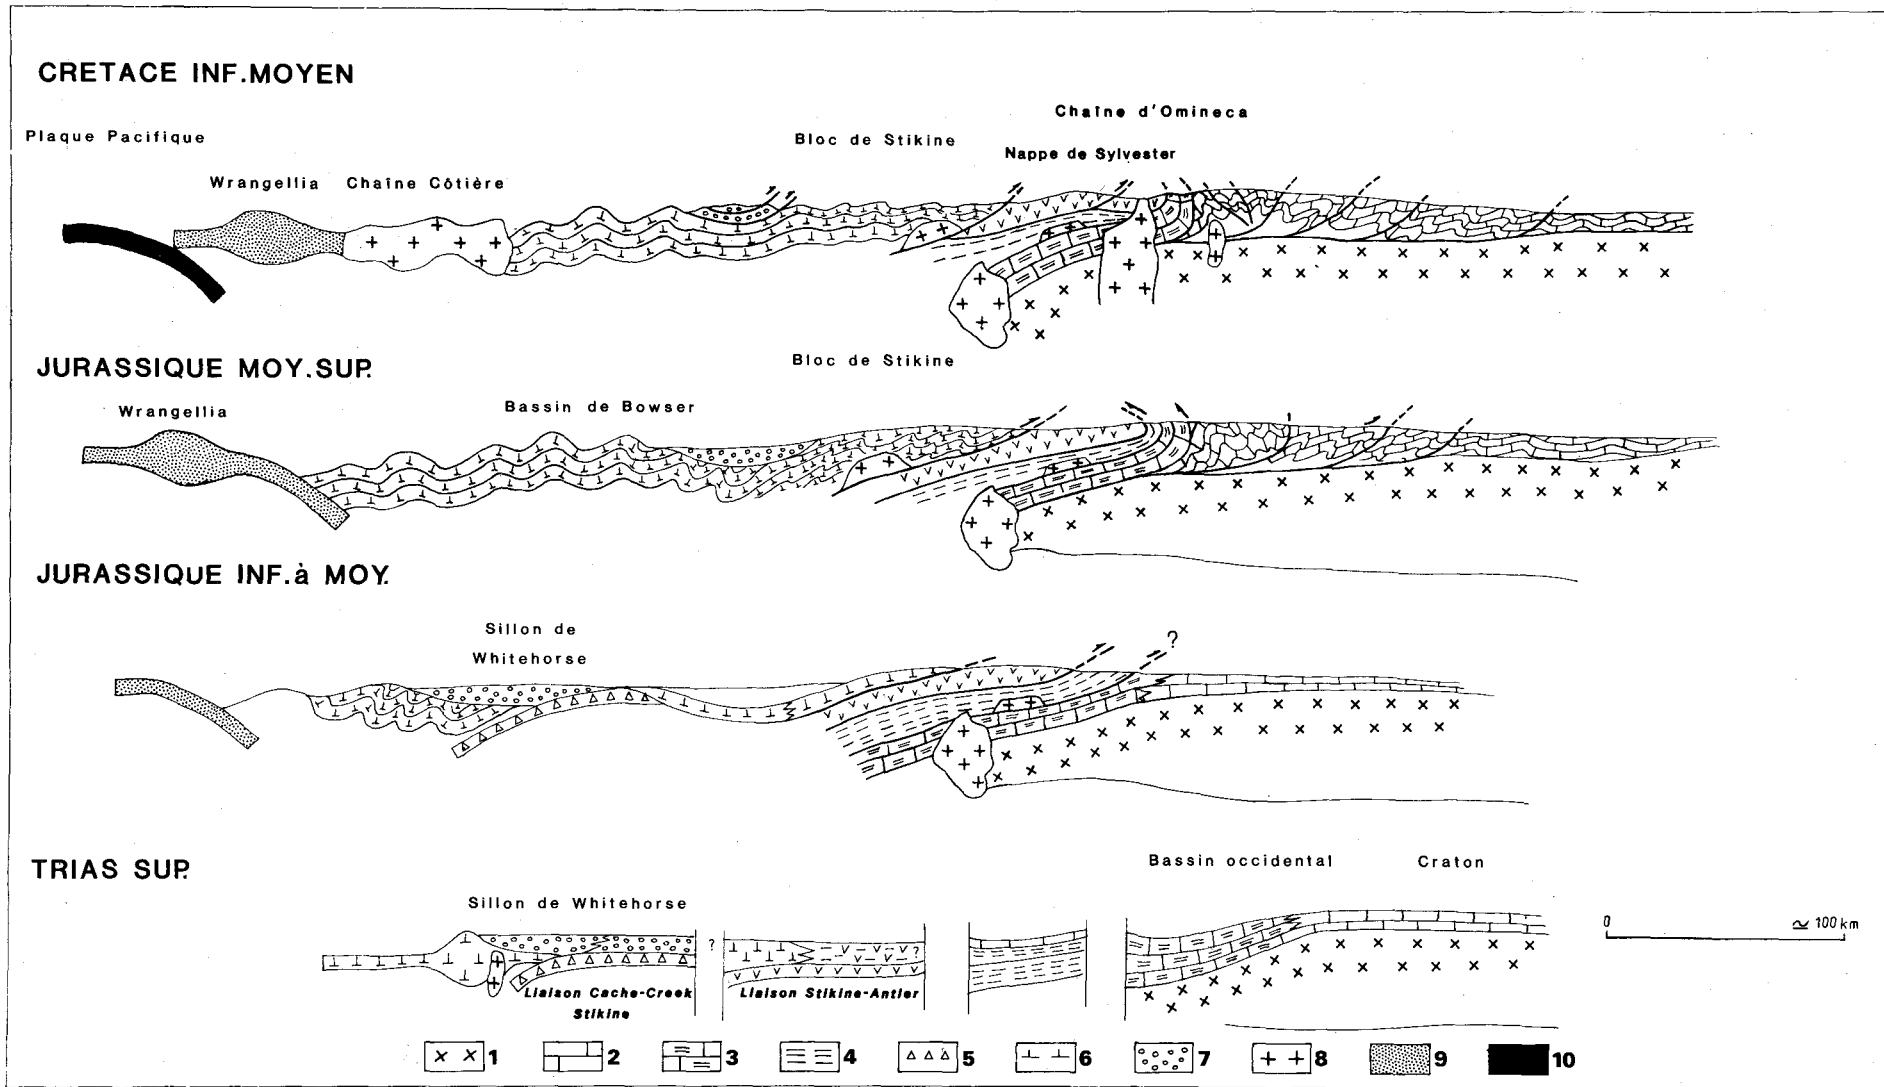 CRETACE INF.MOYEN
Chaîne d'Omineca
Plaque Pacifique
Bloc de Stikine
Nappe de Sylvester
Wrangellia Chaîne Côtière
JURASSIQUE MOY.SUP.
Bloc de Stikine
Wrangellia
Bassin de Bowser
JURASSIQUE INF.à MOY.
Sillon de
Whitehorse
?
TRIAS SUP.
Bassin occidental
Craton
Sillon de Whitehorse
0 ≃ 100 km
?
?
Liaison Cache-Creek
Stikine
Liaison Stikine-Antler
1 2 3 4 5 6 7 8 9 10